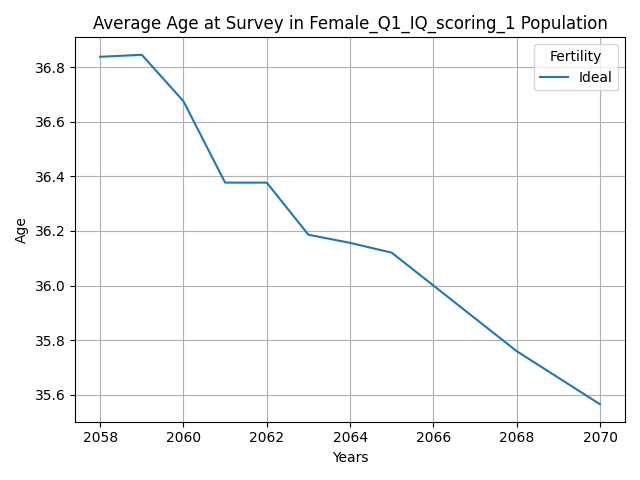 Average Age at Survey in Female_Q1_IQ_scoring_1 Population
Fertility
Ideal
36.8
36.6
36.4
36.2
36.0
35.8
35.6
Age
2058
2060
2062
2064
2066
2068
2070
Years